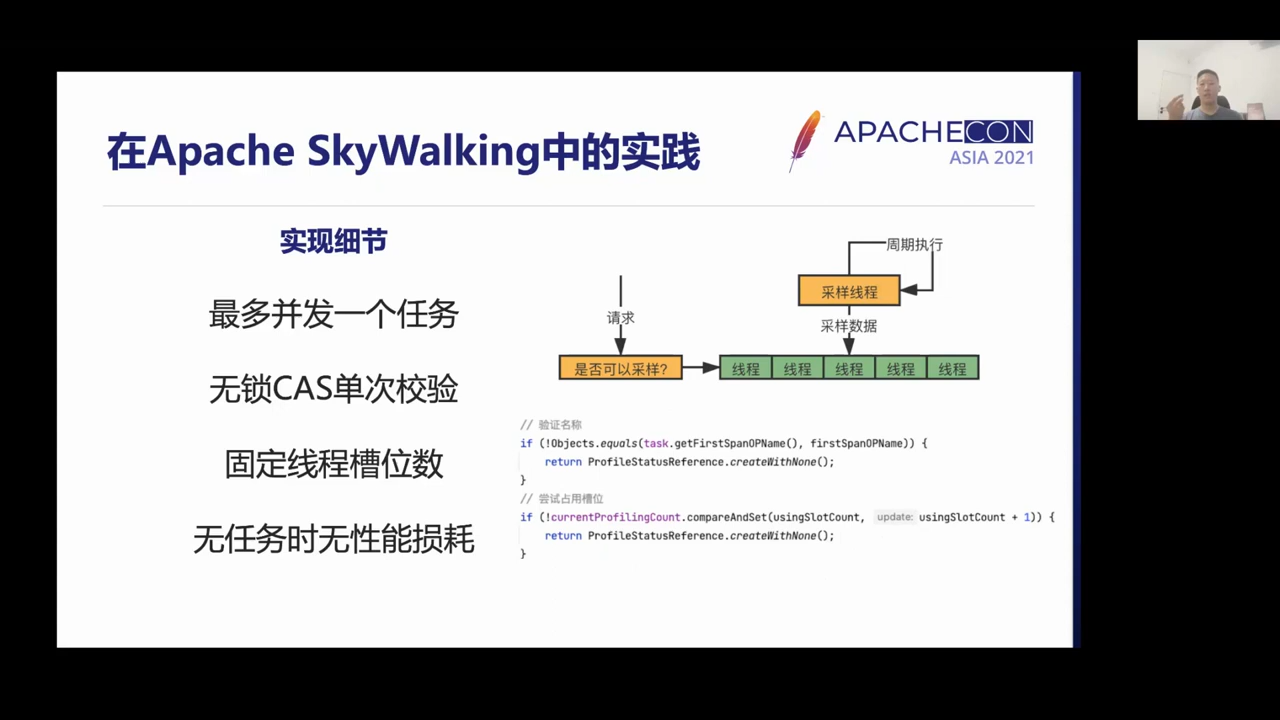 在Apache SkyWalking中的实践
APACHECON
ASIA 2021
实现细节
最多并发一个任务
无锁CAS单次校验
固定线程槽位数
无任务时无性能损耗
周期执行
采样线程
请求
采样数据
是否可以采样?
线程 线程 线程 线程 线程
// 验证名称
if (!Objects.equals(task.getFirstSpanOPName(), firstSpanOPName)) {
return ProfileStatusReference.createWithNone();
}
// 尝试占用槽位
if (!currentProfilingCount.compareAndSet(usingSlotCount, update: usingSlotCount + 1)) {
return ProfileStatusReference.createWithNone();
}